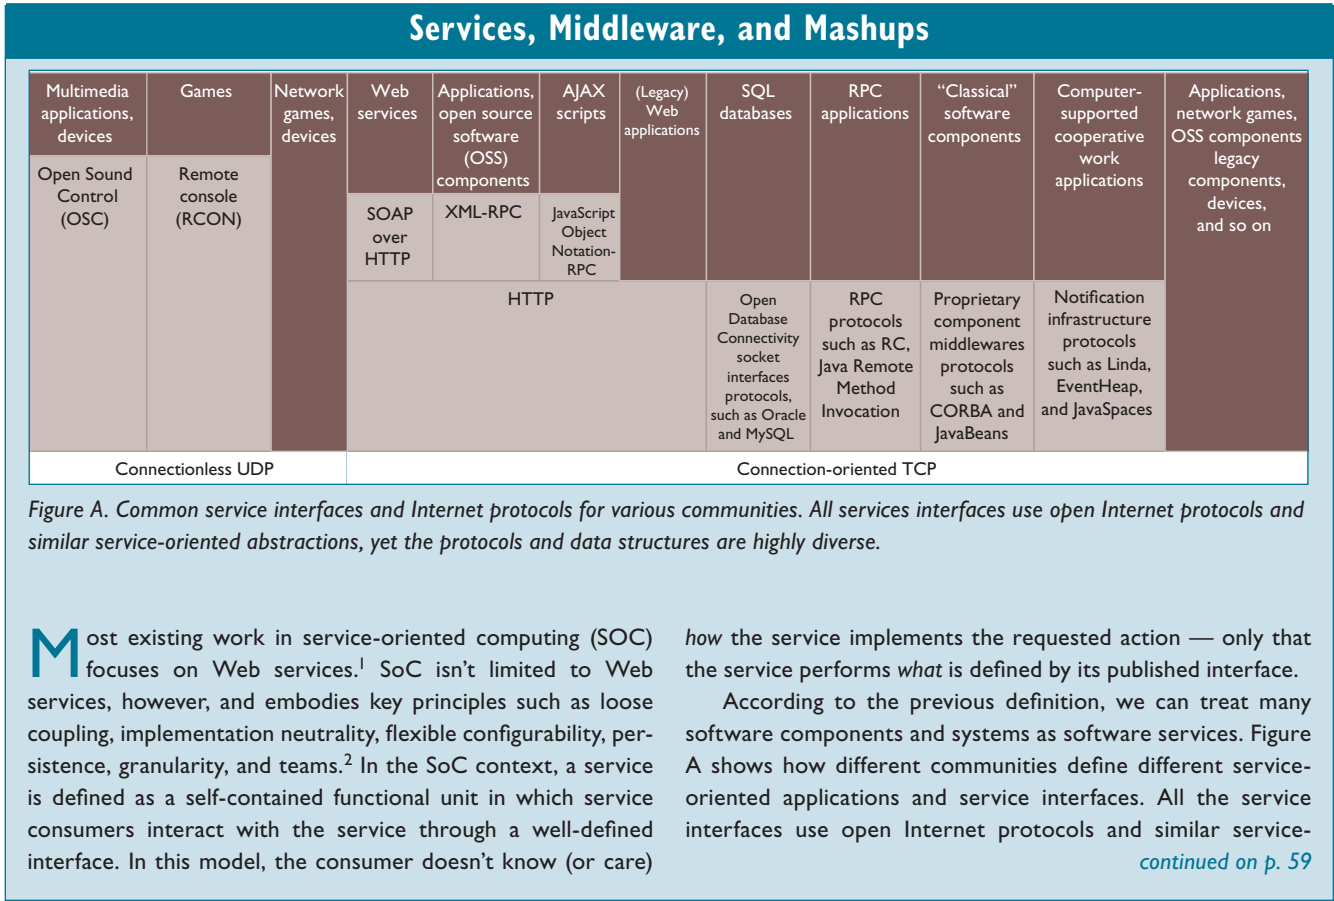 Services, Middleware, and Mashups
Multimedia
applications,
devices
Games
Network
games,
devices
Web
services
Applications,
open source
software
(OSS)
components
AJAX
scripts
(Legacy)
Web
applications
SQL
databases
RPC
applications
“Classical”
software
components
Computer-
supported
cooperative
work
applications
Applications,
network games,
OSS components
legacy
components,
devices,
and so on
Open Sound
Control
(OSC)
Remote
console
(RCON)
SOAP
over
HTTP
XML-RPC
JavaScript
Object
Notation-
RPC
HTTP
Open
Database
Connectivity
socket
interfaces
protocols,
such as Oracle
and MySQL
RPC
protocols
such as RC,
Java Remote
Method
Invocation
Proprietary
component
middlewares
protocols
such as
CORBA and
JavaBeans
Notification
infrastructure
protocols
such as Linda,
EventHeap,
and JavaSpaces
Connectionless UDP
Connection-oriented TCP
Figure A. Common service interfaces and Internet protocols for various communities. All services interfaces use open Internet protocols and
similar service-oriented abstractions, yet the protocols and data structures are highly diverse.
Most existing work in service-oriented computing (SOC)
focuses on Web services.1 SoC isn’t limited to Web
services, however, and embodies key principles such as loose
coupling, implementation neutrality, flexible configurability, per-
sistence, granularity, and teams.2 In the SoC context, a service
is defined as a self-contained functional unit in which service
consumers interact with the service through a well-defined
interface. In this model, the consumer doesn’t know (or care)
how the service implements the requested action — only that
the service performs what is defined by its published interface.
According to the previous definition, we can treat many
software components and systems as software services. Figure
A shows how different communities define different service-
oriented applications and service interfaces. All the service
interfaces use open Internet protocols and similar service-
continued on p. 59